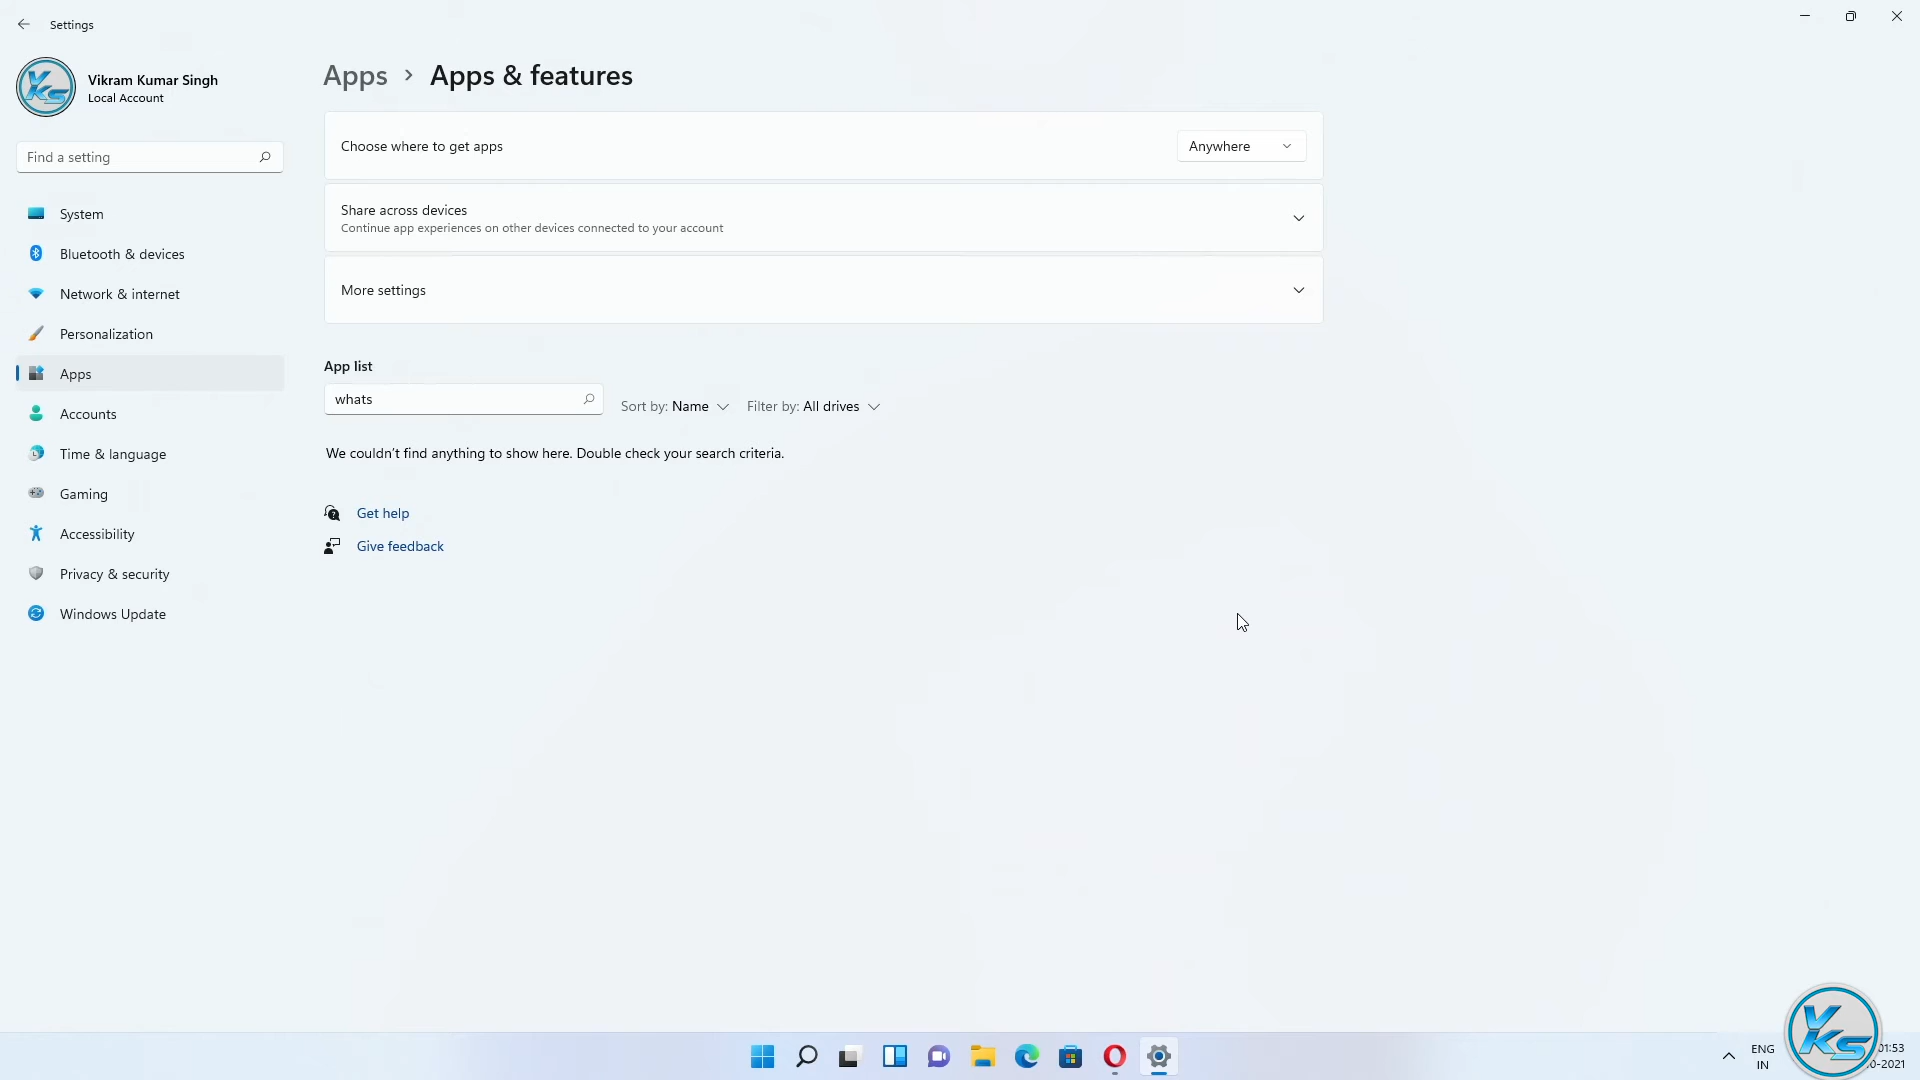 Settings
Vikram Kumar Singh
Local Account
Find a setting
System
Bluetooth & devices
Network & internet
Personalization
Apps
Accounts
Time & language
Gaming
Accessibility
Privacy & security
Windows Update
Apps > Apps & features
Choose where to get apps
Anywhere
Share across devices
Continue app experiences on other devices connected to your account
More settings
App list
whats
Sort by: Name
Filter by: All drives
We couldn't find anything to show here. Double check your search criteria.
Get help
Give feedback
ENG
IN
01:53
0-2021
VKS